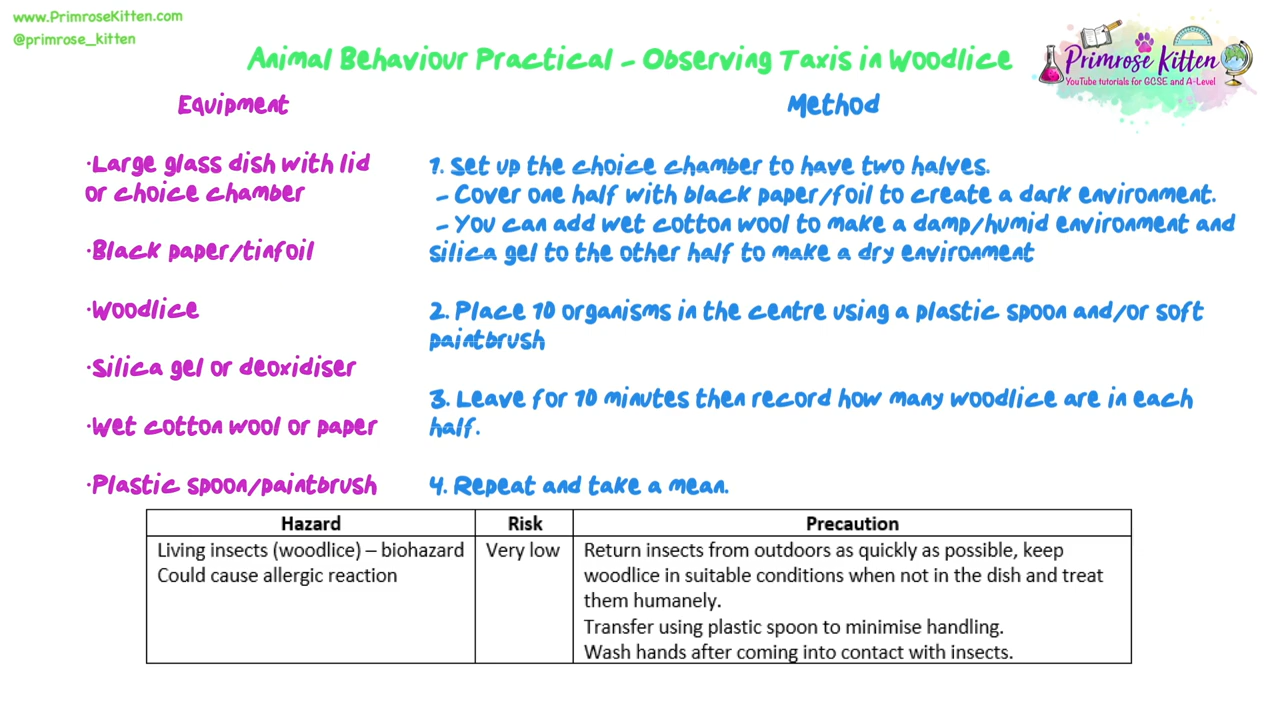 www.PrimroseKitten.com
@primrose_kitten
Animal Behaviour Practical - Observing Taxis in Woodlice
Primrose Kitten
YouTube tutorials for GCSE and A-Level
Equipment
·Large glass dish with lid
or choice chamber
·Black paper/tinfoil
·Woodlice
·Silica gel or deoxidiser
·Wet cotton wool or paper
·Plastic spoon/paintbrush
Method
1. Set up the choice chamber to have two halves.
- Cover one half with black paper/foil to create a dark environment.
- You can add wet cotton wool to make a damp/humid environment and
silica gel to the other half to make a dry environment
2. Place 10 organisms in the centre using a plastic spoon and/or soft
paintbrush
3. Leave for 10 minutes then record how many woodlice are in each
half.
4. Repeat and take a mean.
Hazard Risk Precaution
Living insects (woodlice) – biohazard
Could cause allergic reaction
Very low
Return insects from outdoors as quickly as possible, keep
woodlice in suitable conditions when not in the dish and treat
them humanely.
Transfer using plastic spoon to minimise handling.
Wash hands after coming into contact with insects.